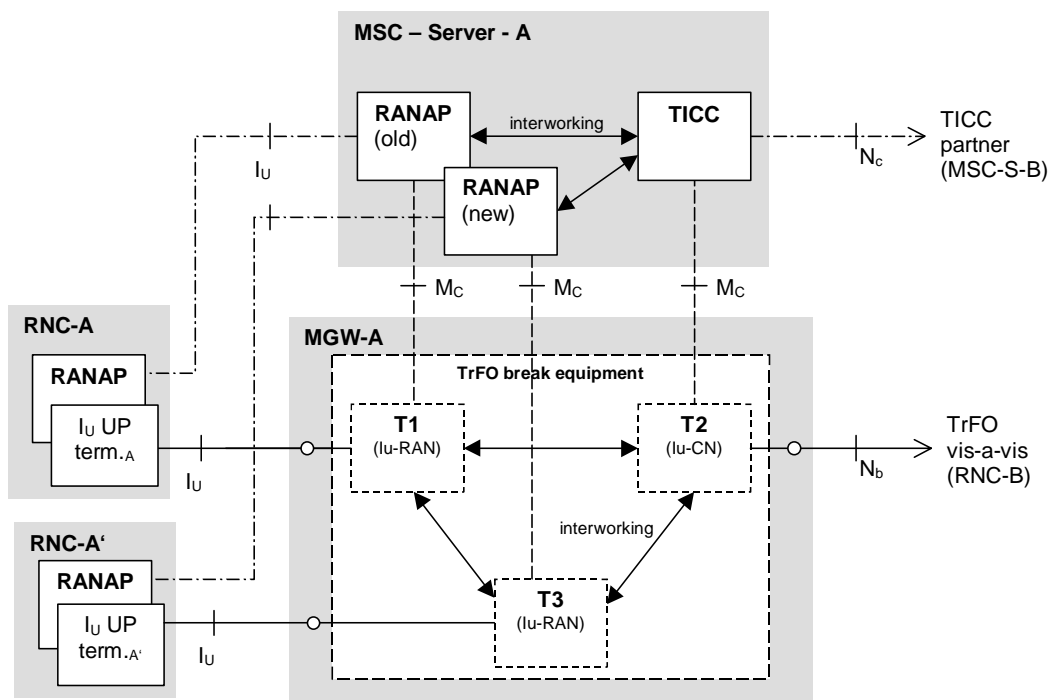 MSC – Server - A
RANAP
(old)
interworking
TICC
RANAP
(new)
IU
IU
NC
TICC
partner
(MSC-S-B)
MC
MC
MC
RNC-A
RANAP
IU UP
term.A
IU
MGW-A
TrFO break equipment
T1
(Iu-RAN)
T2
(Iu-CN)
Nb
TrFO
vis-a-vis
(RNC-B)
interworking
RNC-A‘
RANAP
IU UP
term.A‘
IU
T3
(Iu-RAN)